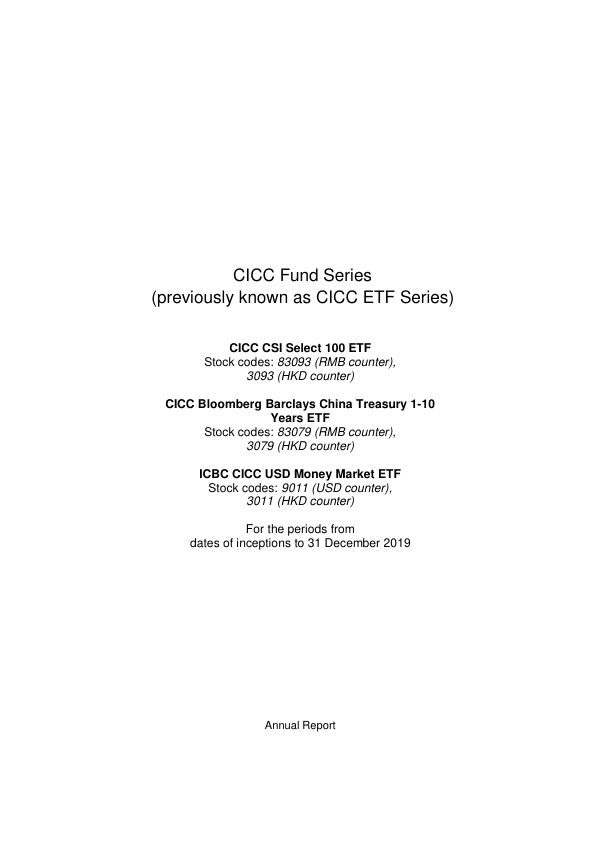 CICC Fund Series
(previously known as CICC ETF Series)
CICC CSI Select 100 ETF
Stock codes: 83093 (RMB counter),
3093 (HKD counter)
CICC Bloomberg Barclays China Treasury 1-10
Years ETF
Stock codes: 83079 (RMB counter),
3079 (HKD counter)
ICBC CICC USD Money Market ETF
Stock codes: 9011 (USD counter),
3011 (HKD counter)
For the periods from
dates of inceptions to 31 December 2019
Annual Report